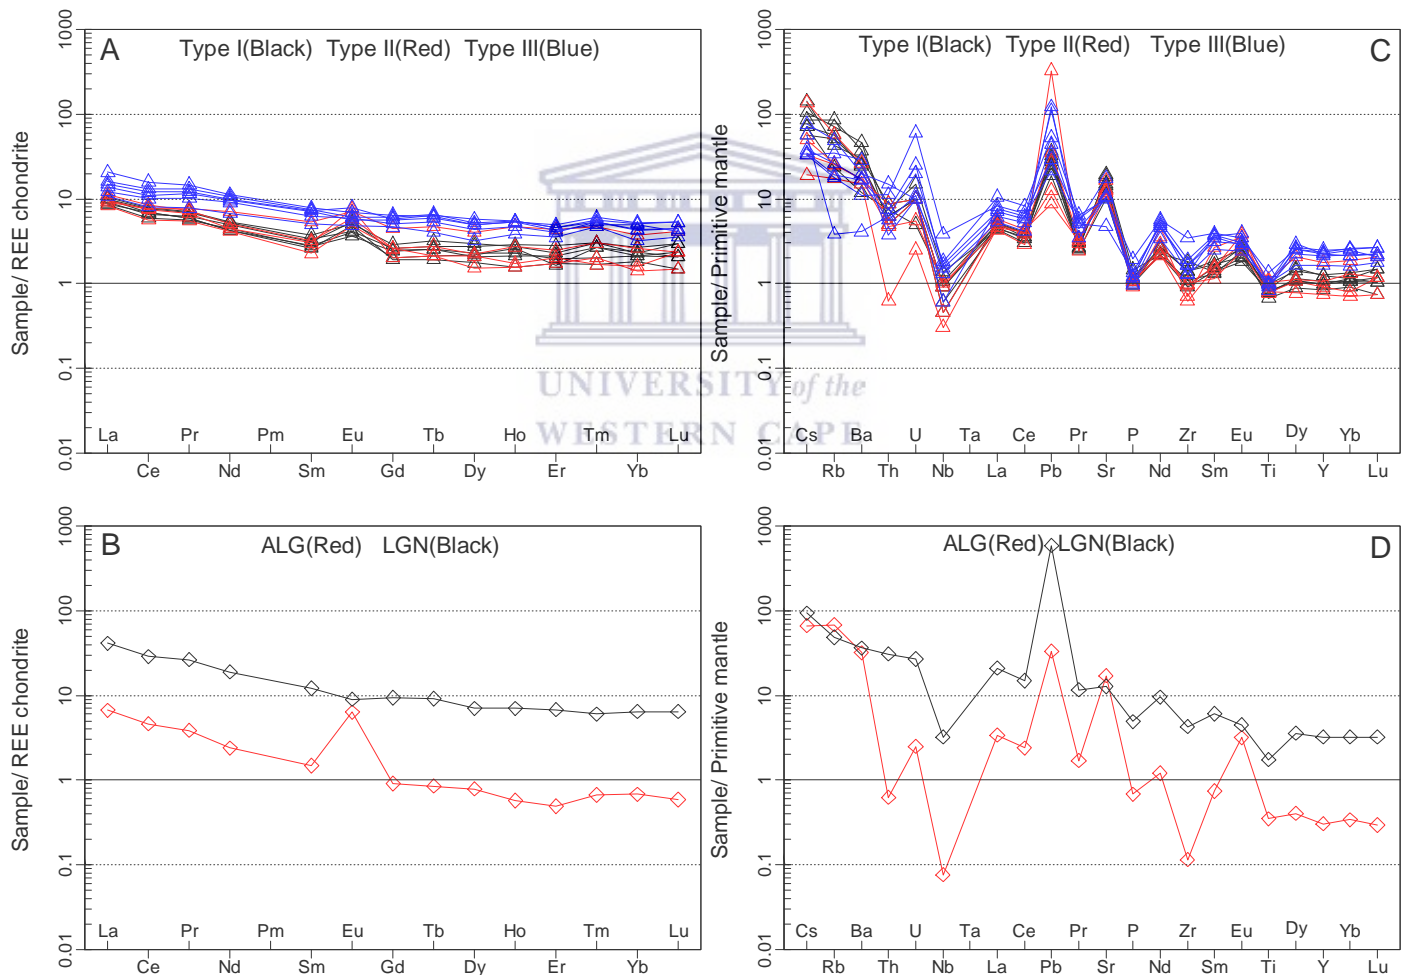 A
Type I(Black) Type II(Red) Type III(Blue)
Sample/ REE chondrite
1000
100
10
1
0.1
0.01
La Pr Pm Eu Tb Ho Tm Lu
Ce Nd Sm Gd Dy Er Yb
C
Type I(Black) Type II(Red) Type III(Blue)
Sample/ Primitive mantle
1000
100
10
1
0.1
0.01
Cs Ba U Ta Ce Pr P Zr Eu Dy Yb
Rb Th Nb La Pb Sr Nd Sm Ti Y Lu
UNIVERSITY of the
WESTERN CAPE
B
ALG(Red) LGN(Black)
Sample/ REE chondrite
1000
100
10
1
0.1
0.01
La Pr Pm Eu Tb Ho Tm Lu
Ce Nd Sm Gd Dy Er Yb
D
ALG(Red) LGN(Black)
Sample/ Primitive mantle
1000
100
10
1
0.1
0.01
Cs Ba U Ta Ce Pr P Zr Eu Dy Yb
Rb Th Nb La Pb Sr Nd Sm Ti Y Lu